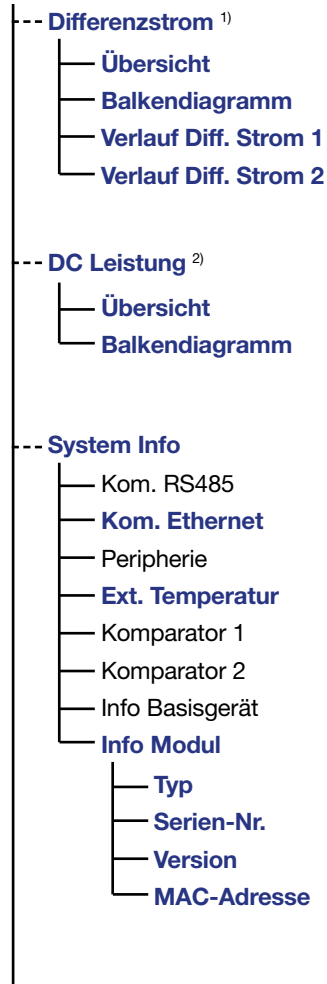 Differenzstrom 1)
Übersicht
Balkendiagramm
Verlauf Diff. Strom 1
Verlauf Diff. Strom 2
DC Leistung 2)
Übersicht
Balkendiagramm
System Info
Kom. RS485
Kom. Ethernet
Peripherie
Ext. Temperatur
Komparator 1
Komparator 2
Info Basisgerät
Info Modul
Typ
Serien-Nr.
Version
MAC-Adresse